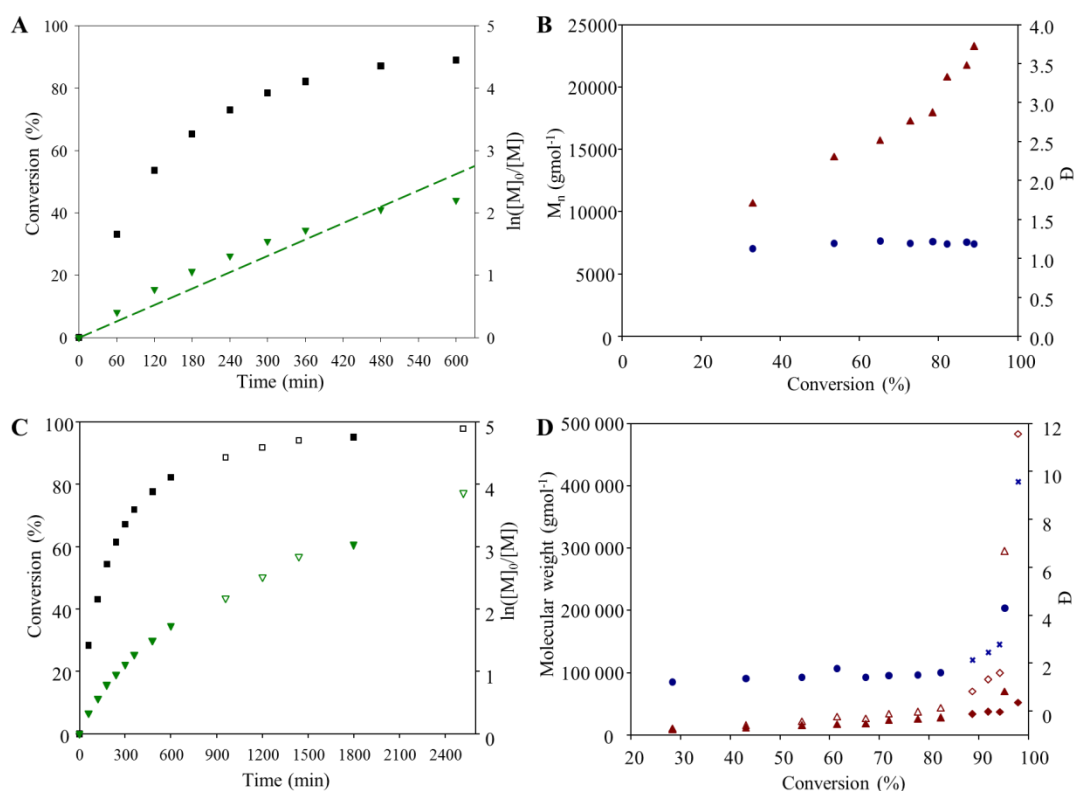 A
100
80
60
40
20
0
Conversion (%)
0 60 120 180 240 300 360 420 480 540 600
Time (min)
5
4
3
2
1
0
ln([M]₀/[M])
B
25000
20000
15000
10000
5000
0
Mₙ (gmol⁻¹)
0 20 40 60 80 100
Conversion (%)
4.0
3.5
3.0
2.5
2.0
1.5
1.0
0.5
0.0
Đ
C
100
80
60
40
20
0
Conversion (%)
0 300 600 900 1200 1500 1800 2100 2400
Time (min)
5
4
3
2
1
0
ln([M]₀/[M])
D
500 000
400 000
300 000
200 000
100 000
0
Molecular weight (gmol⁻¹)
20 30 40 50 60 70 80 90 100
Conversion (%)
12
10
8
6
4
2
0
Đ